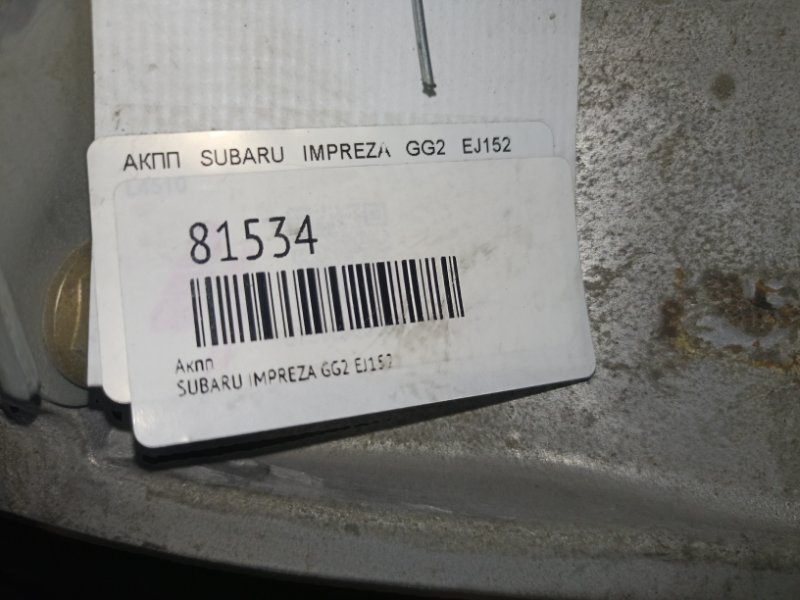 АКПП SUBARU IMPREZA GG2 EJ152
81534
Акпп
SUBARU IMPREZA GG2 EJ152